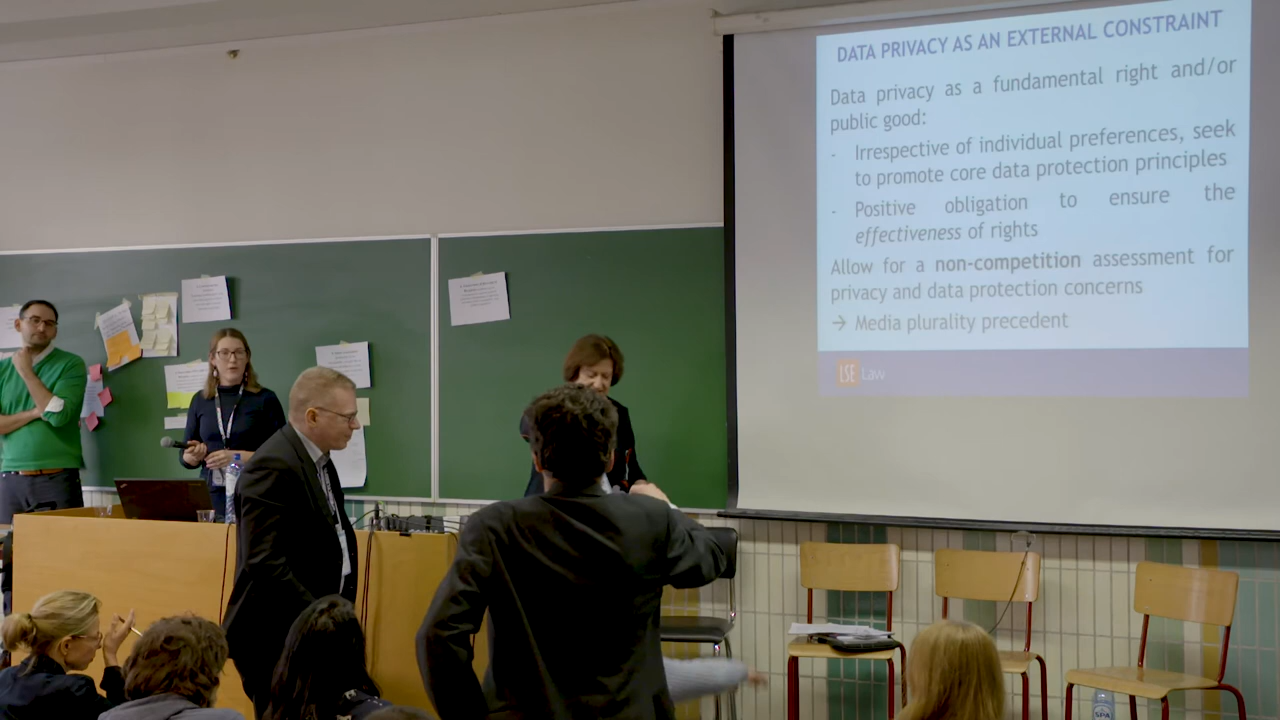 DATA PRIVACY AS AN EXTERNAL CONSTRAINT
Data privacy as a fundamental right and/or
public good:
- Irrespective of individual preferences, seek
to promote core data protection principles
- Positive obligation to ensure the
effectiveness of rights
Allow for a non-competition assessment for
privacy and data protection concerns
→ Media plurality precedent
LSE Law
SPA